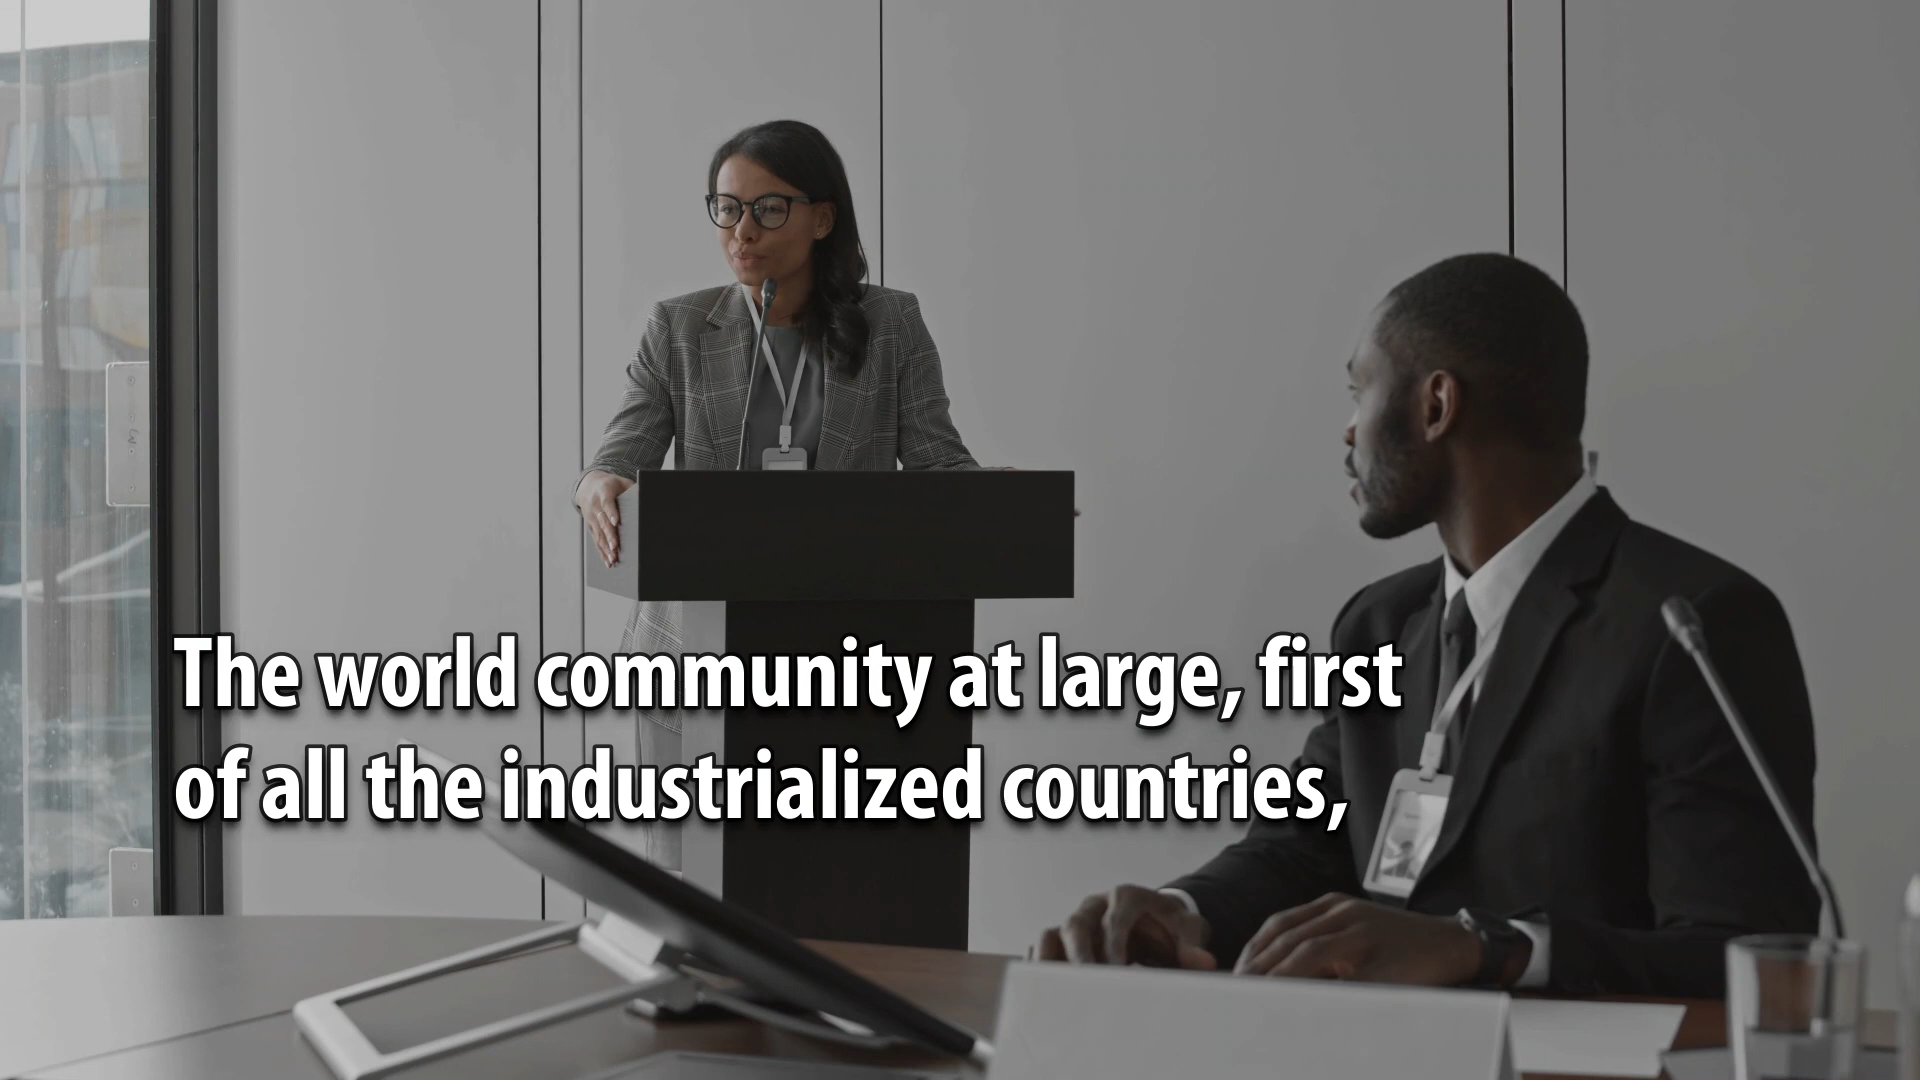 The world community at large, first
of all the industrialized countries,